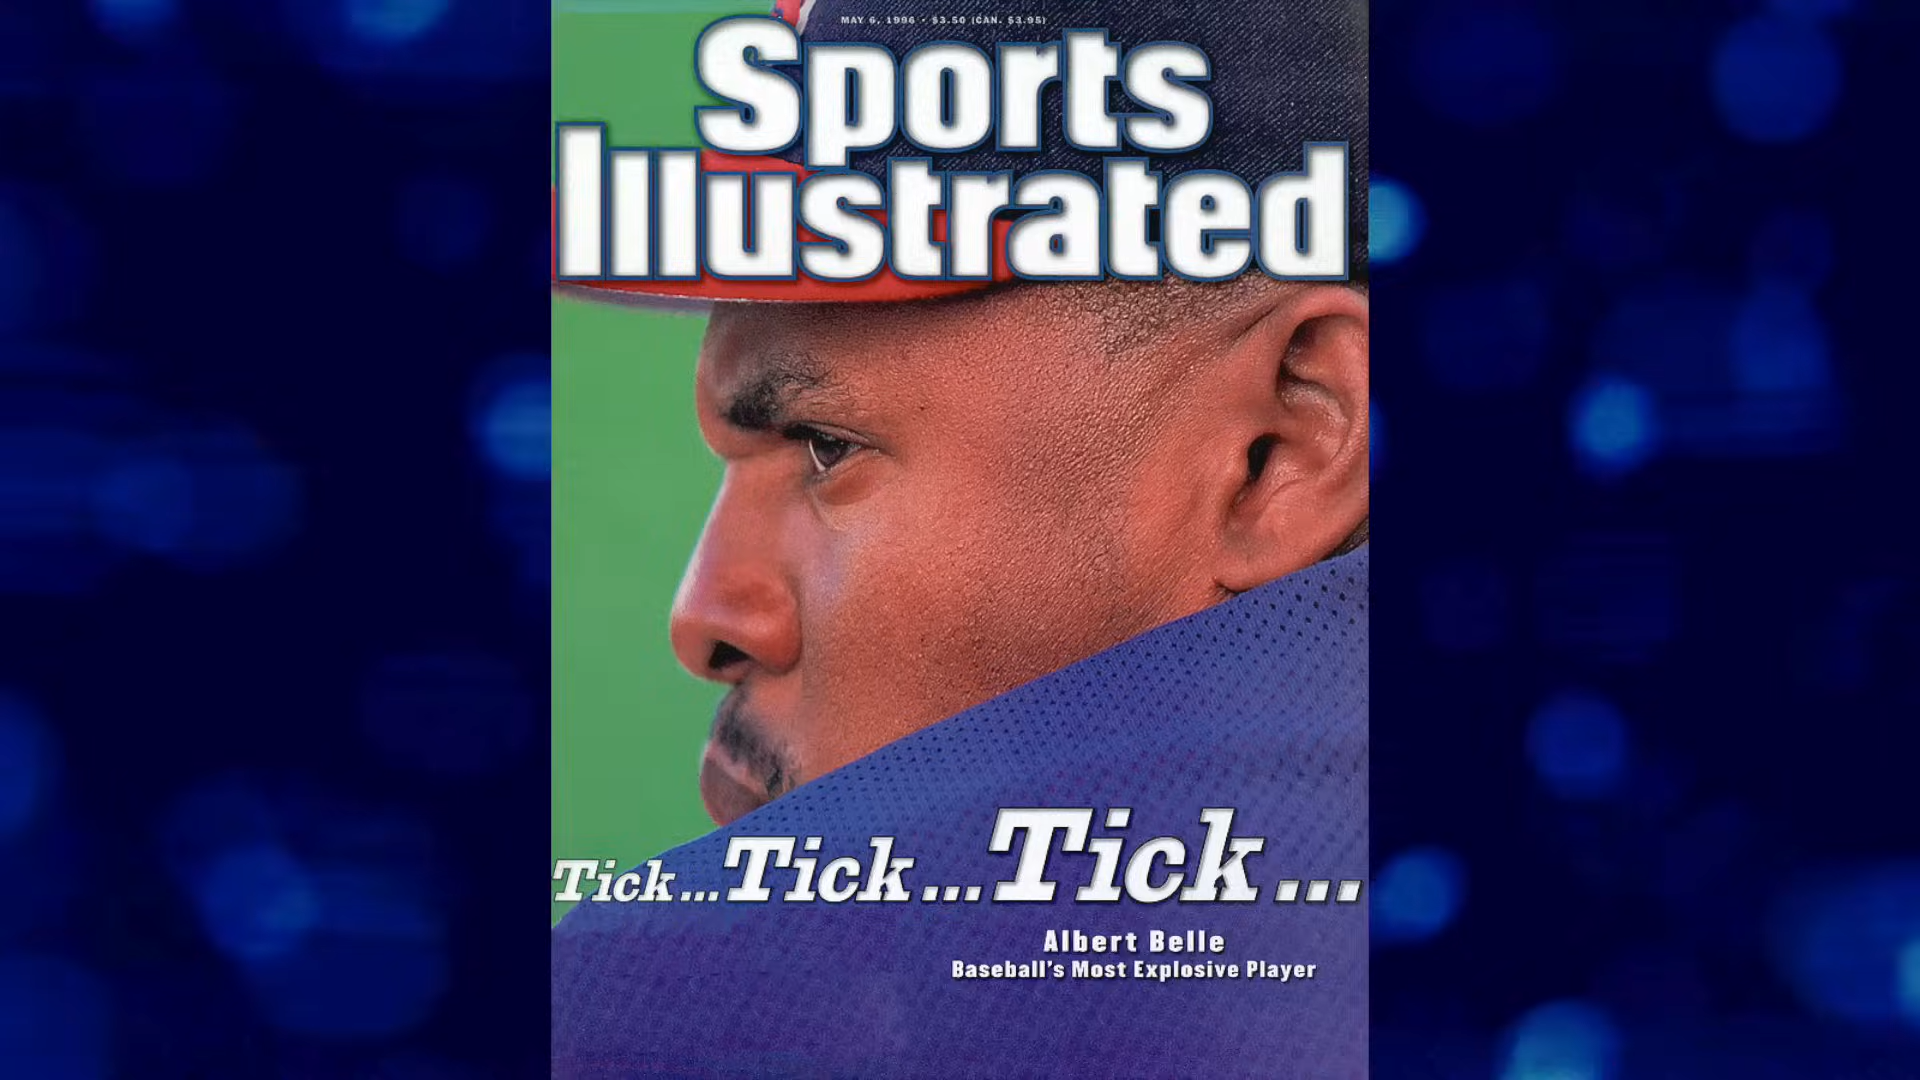 MAY 6, 1996 • $3.50 (CAN. $3.95)
Sports
Illustrated
Tick...Tick...Tick...
Albert Belle
Baseball's Most Explosive Player